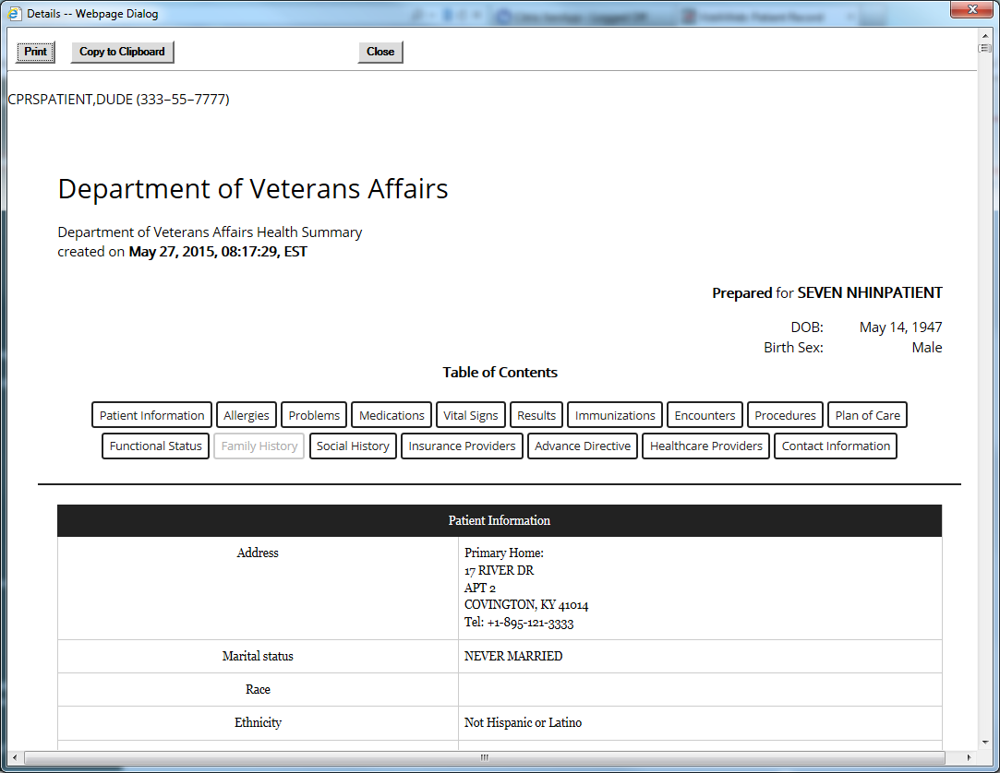 Details -- Webpage Dialog
Print Copy to Clipboard Close
CPRSPATIENT,DUDE (333–55–7777)
Department of Veterans Affairs
Department of Veterans Affairs Health Summary
created on May 27, 2015, 08:17:29, EST
Prepared for SEVEN NHINPATIENT
DOB: May 14, 1947
Birth Sex: Male
Table of Contents
Patient Information Allergies Problems Medications Vital Signs Results Immunizations Encounters Procedures Plan of Care
Functional Status Family History Social History Insurance Providers Advance Directive Healthcare Providers Contact Information
Patient Information
Address Primary Home:
17 RIVER DR
APT 2
COVINGTON, KY 41014
Tel: +1-895-121-3333
Marital status NEVER MARRIED
Race
Ethnicity Not Hispanic or Latino